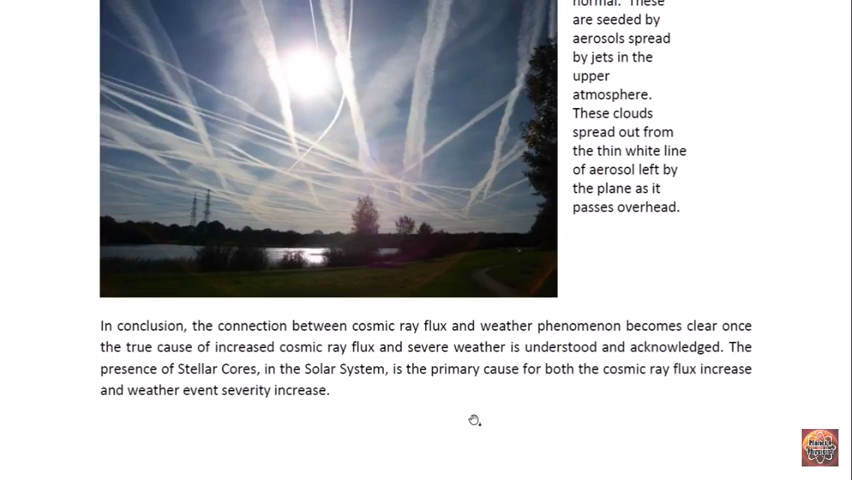 normal. These
are seeded by
aerosols spread
by jets in the
upper
atmosphere.
These clouds
spread out from
the thin white line
of aerosol left by
the plane as it
passes overhead.
In conclusion, the connection between cosmic ray flux and weather phenomenon becomes clear once
the true cause of increased cosmic ray flux and severe weather is understood and acknowledged. The
presence of Stellar Cores, in the Solar System, is the primary cause for both the cosmic ray flux increase
and weather event severity increase.